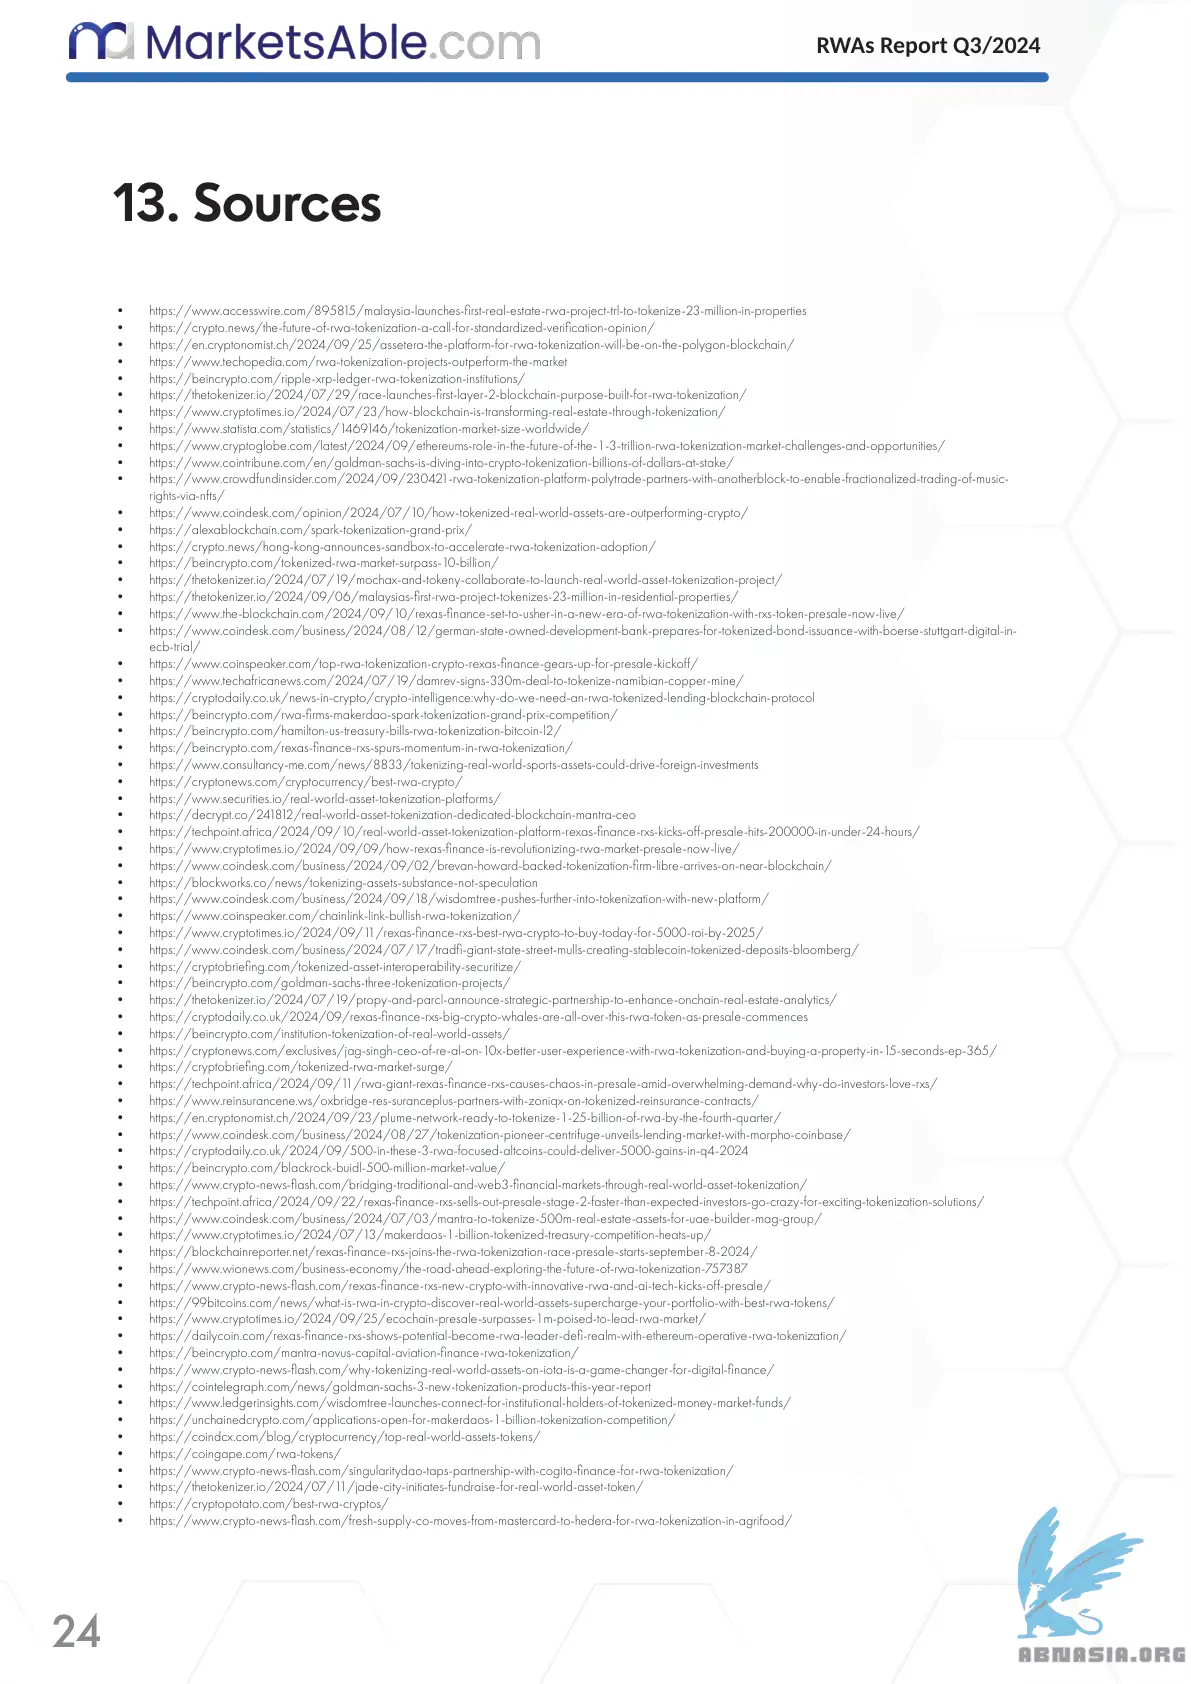 ma MarketsAble.com
RWAs Report Q3/2024
13. Sources
• https://www.accesswire.com/895815/malaysia-launches-first-real-estate-rwa-project-trl-to-tokenize-23-million-in-properties
• https://crypto.news/the-future-of-rwa-tokenization-a-call-for-standardized-verification-opinion/
• https://en.cryptonomist.ch/2024/09/25/assetera-the-platform-for-rwa-tokenization-will-be-on-the-polygon-blockchain/
• https://www.techopedia.com/rwa-tokenization-projects-outperform-the-market
• https://beincrypto.com/ripple-xrp-ledger-rwa-tokenization-institutions/
• https://thetokenizer.io/2024/07/29/race-launches-first-layer-2-blockchain-purpose-built-for-rwa-tokenization/
• https://www.cryptotimes.io/2024/07/23/how-blockchain-is-transforming-real-estate-through-tokenization/
• https://www.statista.com/statistics/1469146/tokenization-market-size-worldwide/
• https://www.cryptoglobe.com/latest/2024/09/ethereums-role-in-the-future-of-the-1-3-trillion-rwa-tokenization-market-challenges-and-opportunities/
• https://www.cointribune.com/en/goldman-sachs-is-diving-into-crypto-tokenization-billions-of-dollars-at-stake/
• https://www.crowdfundinsider.com/2024/09/230421-rwa-tokenization-platform-polytrade-partners-with-anotherblock-to-enable-fractionalized-trading-of-music-
rights-via-nfts/
• https://www.coindesk.com/opinion/2024/07/10/how-tokenized-real-world-assets-are-outperforming-crypto/
• https://alexablockchain.com/spark-tokenization-grand-prix/
• https://crypto.news/hong-kong-announces-sandbox-to-accelerate-rwa-tokenization-adoption/
• https://beincrypto.com/tokenized-rwa-market-surpass-10-billion/
• https://thetokenizer.io/2024/07/19/mochax-and-tokeny-collaborate-to-launch-real-world-asset-tokenization-project/
• https://thetokenizer.io/2024/09/06/malaysias-first-rwa-project-tokenizes-23-million-in-residential-properties/
• https://www.the-blockchain.com/2024/09/10/rexas-finance-set-to-usher-in-a-new-era-of-rwa-tokenization-with-rxs-token-presale-now-live/
• https://www.coindesk.com/business/2024/08/12/german-state-owned-development-bank-prepares-for-tokenized-bond-issuance-with-boerse-stuttgart-digital-in-
ecb-trial/
• https://www.coinspeaker.com/top-rwa-tokenization-crypto-rexas-finance-gears-up-for-presale-kickoff/
• https://www.techafricanews.com/2024/07/19/damrev-signs-330m-deal-to-tokenize-namibian-copper-mine/
• https://cryptodaily.co.uk/news-in-crypto/crypto-intelligence:why-do-we-need-an-rwa-tokenized-lending-blockchain-protocol
• https://beincrypto.com/rwa-firms-makerdao-spark-tokenization-grand-prix-competition/
• https://beincrypto.com/hamilton-us-treasury-bills-rwa-tokenization-bitcoin-l2/
• https://beincrypto.com/rexas-finance-rxs-spurs-momentum-in-rwa-tokenization/
• https://www.consultancy-me.com/news/8833/tokenizing-real-world-sports-assets-could-drive-foreign-investments
• https://cryptonews.com/cryptocurrency/best-rwa-crypto/
• https://www.securities.io/real-world-asset-tokenization-platforms/
• https://decrypt.co/241812/real-world-asset-tokenization-dedicated-blockchain-mantra-ceo
• https://techpoint.africa/2024/09/10/real-world-asset-tokenization-platform-rexas-finance-rxs-kicks-off-presale-hits-200000-in-under-24-hours/
• https://www.cryptotimes.io/2024/09/09/how-rexas-finance-is-revolutionizing-rwa-market-presale-now-live/
• https://www.coindesk.com/business/2024/09/02/brevan-howard-backed-tokenization-firm-libre-arrives-on-near-blockchain/
• https://blockworks.co/news/tokenizing-assets-substance-not-speculation
• https://www.coindesk.com/business/2024/09/18/wisdomtree-pushes-further-into-tokenization-with-new-platform/
• https://www.coinspeaker.com/chainlink-link-bullish-rwa-tokenization/
• https://www.cryptotimes.io/2024/09/11/rexas-finance-rxs-best-rwa-crypto-to-buy-today-for-5000-roi-by-2025/
• https://www.coindesk.com/business/2024/07/17/tradfi-giant-state-street-mulls-creating-stablecoin-tokenized-deposits-bloomberg/
• https://cryptobriefing.com/tokenized-asset-interoperability-securitize/
• https://beincrypto.com/goldman-sachs-three-tokenization-projects/
• https://thetokenizer.io/2024/07/19/propy-and-parcl-announce-strategic-partnership-to-enhance-onchain-real-estate-analytics/
• https://cryptodaily.co.uk/2024/09/rexas-finance-rxs-big-crypto-whales-are-all-over-this-rwa-token-as-presale-commences
• https://beincrypto.com/institution-tokenization-of-real-world-assets/
• https://cryptonews.com/exclusives/jag-singh-ceo-of-re-al-on-10x-better-user-experience-with-rwa-tokenization-and-buying-a-property-in-15-seconds-ep-365/
• https://cryptobriefing.com/tokenized-rwa-market-surge/
• https://techpoint.africa/2024/09/11/rwa-giant-rexas-finance-rxs-causes-chaos-in-presale-amid-overwhelming-demand-why-do-investors-love-rxs/
• https://www.reinsurancene.ws/oxbridge-res-suranceplus-partners-with-zoniqx-on-tokenized-reinsurance-contracts/
• https://en.cryptonomist.ch/2024/09/23/plume-network-ready-to-tokenize-1-25-billion-of-rwa-by-the-fourth-quarter/
• https://www.coindesk.com/business/2024/08/27/tokenization-pioneer-centrifuge-unveils-lending-market-with-morpho-coinbase/
• https://cryptodaily.co.uk/2024/09/500-in-these-3-rwa-focused-altcoins-could-deliver-5000-gains-in-q4-2024
• https://beincrypto.com/blackrock-buidl-500-million-market-value/
• https://www.crypto-news-flash.com/bridging-traditional-and-web3-financial-markets-through-real-world-asset-tokenization/
• https://techpoint.africa/2024/09/22/rexas-finance-rxs-sells-out-presale-stage-2-faster-than-expected-investors-go-crazy-for-exciting-tokenization-solutions/
• https://www.coindesk.com/business/2024/07/03/mantra-to-tokenize-500m-real-estate-assets-for-uae-builder-mag-group/
• https://www.cryptotimes.io/2024/07/13/makerdaos-1-billion-tokenized-treasury-competition-heats-up/
• https://blockchainreporter.net/rexas-finance-rxs-joins-the-rwa-tokenization-race-presale-starts-september-8-2024/
• https://www.wionews.com/business-economy/the-road-ahead-exploring-the-future-of-rwa-tokenization-757387
• https://www.crypto-news-flash.com/rexas-finance-rxs-new-crypto-with-innovative-rwa-and-ai-tech-kicks-off-presale/
• https://99bitcoins.com/news/what-is-rwa-in-crypto-discover-real-world-assets-supercharge-your-portfolio-with-best-rwa-tokens/
• https://www.cryptotimes.io/2024/09/25/ecochain-presale-surpasses-1m-poised-to-lead-rwa-market/
• https://dailycoin.com/rexas-finance-rxs-shows-potential-become-rwa-leader-defi-realm-with-ethereum-operative-rwa-tokenization/
• https://beincrypto.com/mantra-novus-capital-aviation-finance-rwa-tokenization/
• https://www.crypto-news-flash.com/why-tokenizing-real-world-assets-on-iota-is-a-game-changer-for-digital-finance/
• https://cointelegraph.com/news/goldman-sachs-3-new-tokenization-products-this-year-report
• https://www.ledgerinsights.com/wisdomtree-launches-connect-for-institutional-holders-of-tokenized-money-market-funds/
• https://unchainedcrypto.com/applications-open-for-makerdaos-1-billion-tokenization-competition/
• https://coindcx.com/blog/cryptocurrency/top-real-world-assets-tokens/
• https://coingape.com/rwa-tokens/
• https://www.crypto-news-flash.com/singularitydao-taps-partnership-with-cogito-finance-for-rwa-tokenization/
• https://thetokenizer.io/2024/07/11/jade-city-initiates-fundraise-for-real-world-asset-token/
• https://cryptopotato.com/best-rwa-cryptos/
• https://www.crypto-news-flash.com/fresh-supply-co-moves-from-mastercard-to-hedera-for-rwa-tokenization-in-agrifood/
24
ABNASIA.ORG